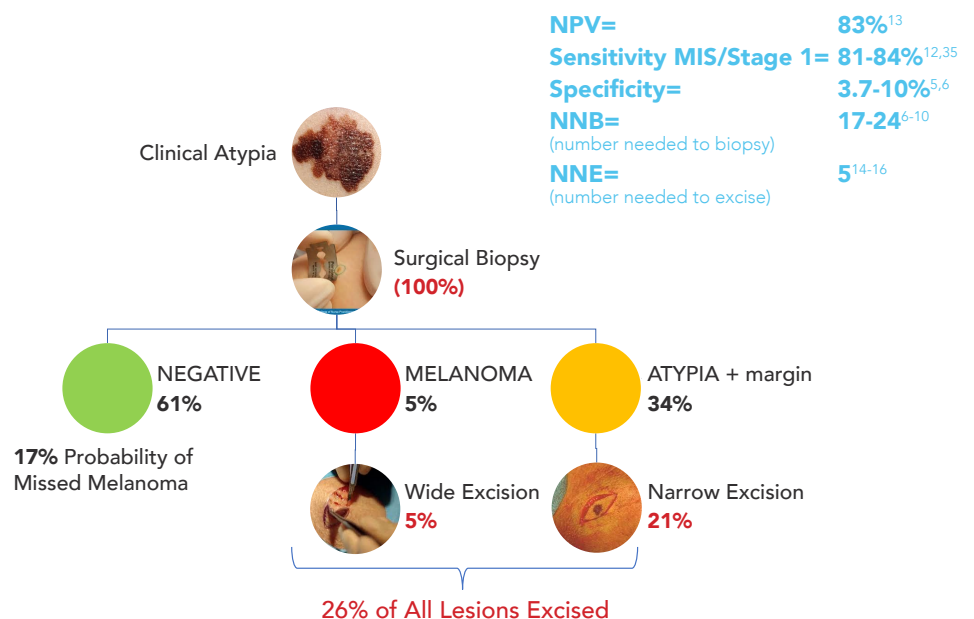 NPV= 83%13
Sensitivity MIS/Stage 1= 81-84%12,35
Specificity= 3.7-10%5,6
NNB= 17-246-10
(number needed to biopsy)
NNE= 514-16
(number needed to excise)
Clinical Atypia
Surgical Biopsy
(100%)
NEGATIVE
61%
MELANOMA
5%
ATYPIA + margin
34%
17% Probability of
Missed Melanoma
Wide Excision
5%
Narrow Excision
21%
26% of All Lesions Excised